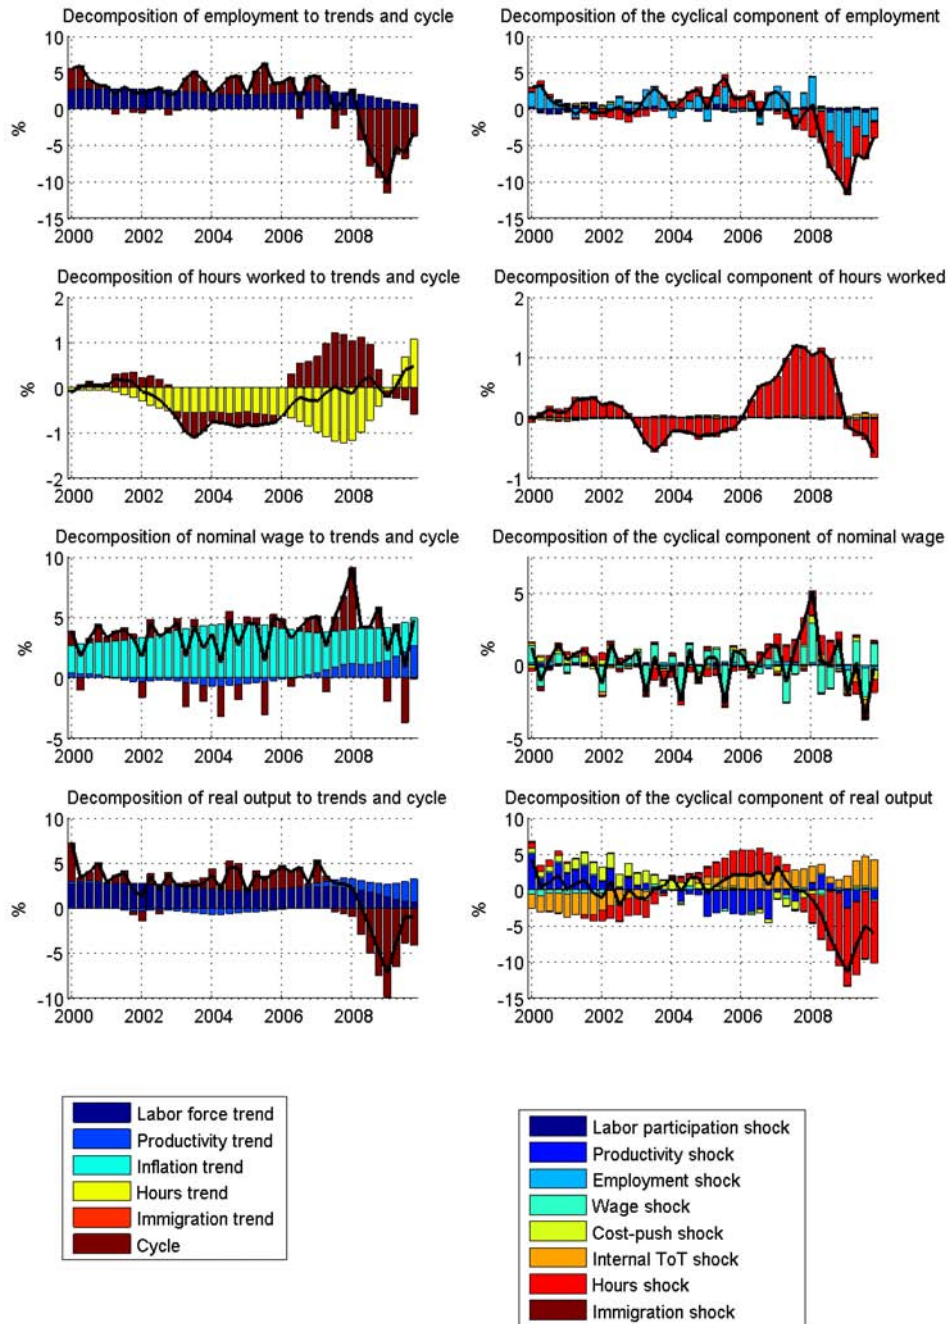 Decomposition of employment to trends and cycle
10
5
0
-5
-10
-15
%
2000 2002 2004 2006 2008
Decomposition of the cyclical component of employment
10
5
0
-5
-10
-15
%
2000 2002 2004 2006 2008
Decomposition of hours worked to trends and cycle
2
1
0
-1
-2
%
2000 2002 2004 2006 2008
Decomposition of the cyclical component of hours worked
2
1
0
-1
%
2000 2002 2004 2006 2008
Decomposition of nominal wage to trends and cycle
10
5
0
-5
%
2000 2002 2004 2006 2008
Decomposition of the cyclical component of nominal wage
5
0
-5
%
2000 2002 2004 2006 2008
Decomposition of real output to trends and cycle
10
5
0
-5
-10
%
2000 2002 2004 2006 2008
Decomposition of the cyclical component of real output
10
5
0
-5
-10
-15
%
2000 2002 2004 2006 2008
Labor force trend
Productivity trend
Inflation trend
Hours trend
Immigration trend
Cycle
Labor participation shock
Productivity shock
Employment shock
Wage shock
Cost-push shock
Internal ToT shock
Hours shock
Immigration shock